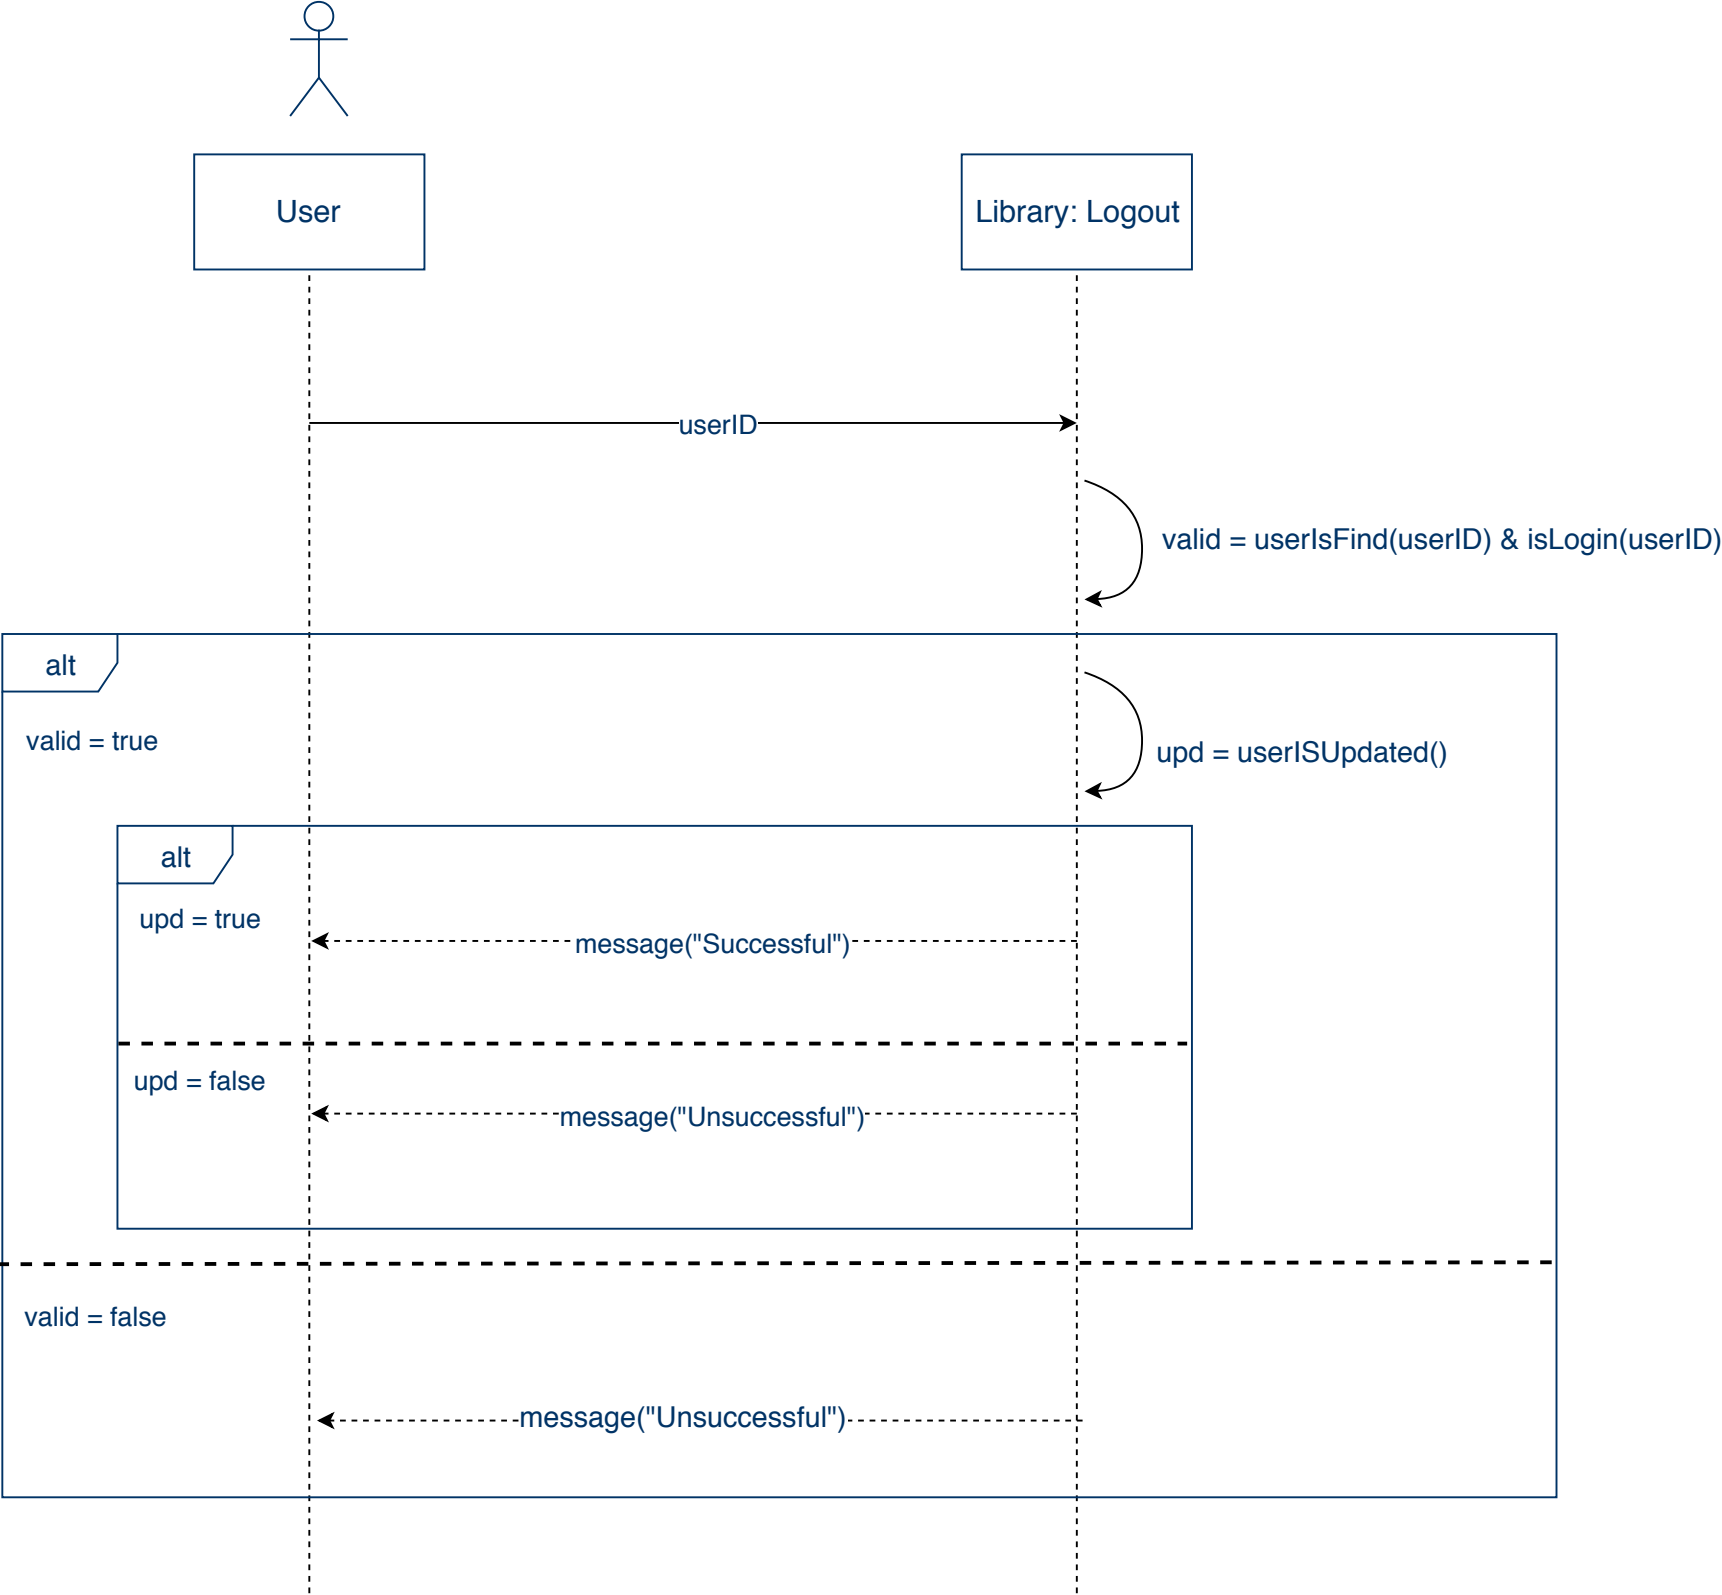 User
Library: Logout
userID
valid = userIsFind(userID) & isLogin(userID)
alt
valid = true
upd = userISUpdated()
alt
upd = true
message("Successful")
upd = false
message("Unsuccessful")
valid = false
message("Unsuccessful")